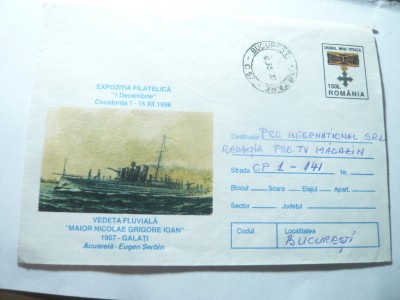 EXPOZIȚIA FILATELICĂ
"1 Decembrie"
Constanța 1 - 15 XII.1996
VEDETA FLUVIALĂ
"MAIOR NICOLAE GRIGORE IOAN"
1907 - GALAȚI
Acuarelă - Eugen Șerbin
BUCUREȘTI
ORDINUL MIHAI VITEAZUL
150L
ROMÂNIA
Destinatar PRO INTERNATIONAL SRL
REDACȚIA PRO TV MAGAZIN
Strada CP 1 - 141 Nr.
Blocul Scara Etajul Apart.
Sector Județul
Codul Localitatea
BUCUREȘTI